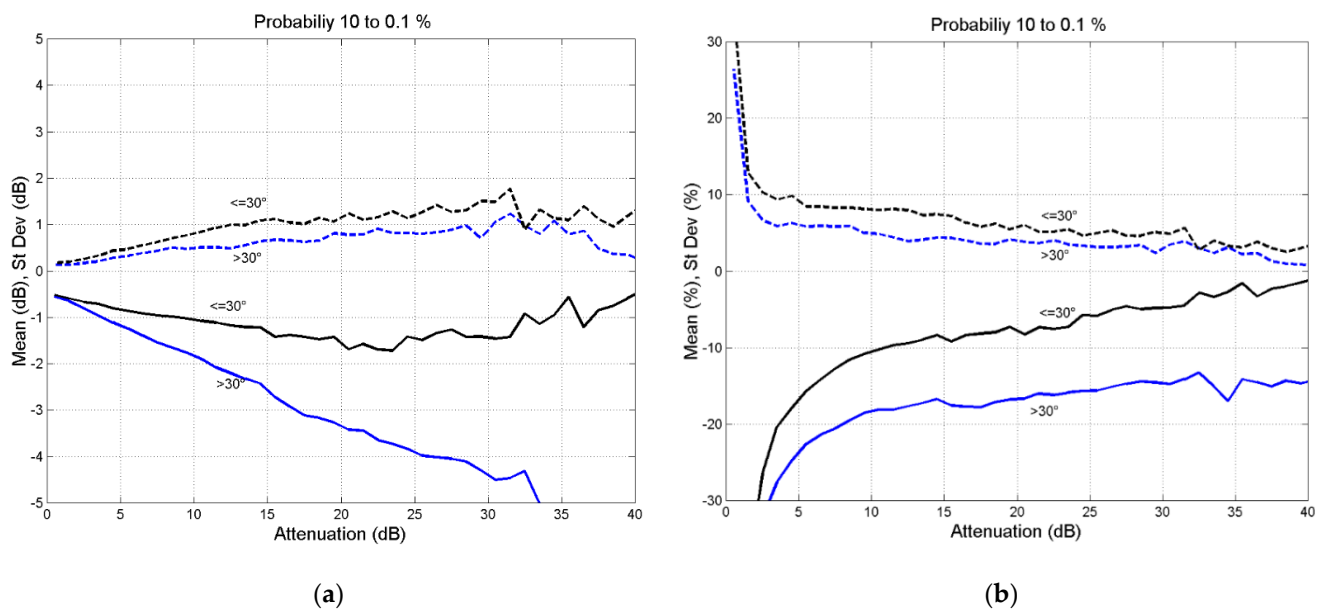 Probabiliy 10 to 0.1 %
5
4
3
2
1
0
-1
-2
-3
-4
-5
Mean (dB), St Dev (dB)
<=30°
>30°
<=30°
>30°
0 5 10 15 20 25 30 35 40
Attenuation (dB)
(a)
Probabiliy 10 to 0.1 %
30
20
10
0
-10
-20
-30
Mean (%), St Dev (%)
<=30°
>30°
<=30°
>30°
0 5 10 15 20 25 30 35 40
Attenuation (dB)
(b)